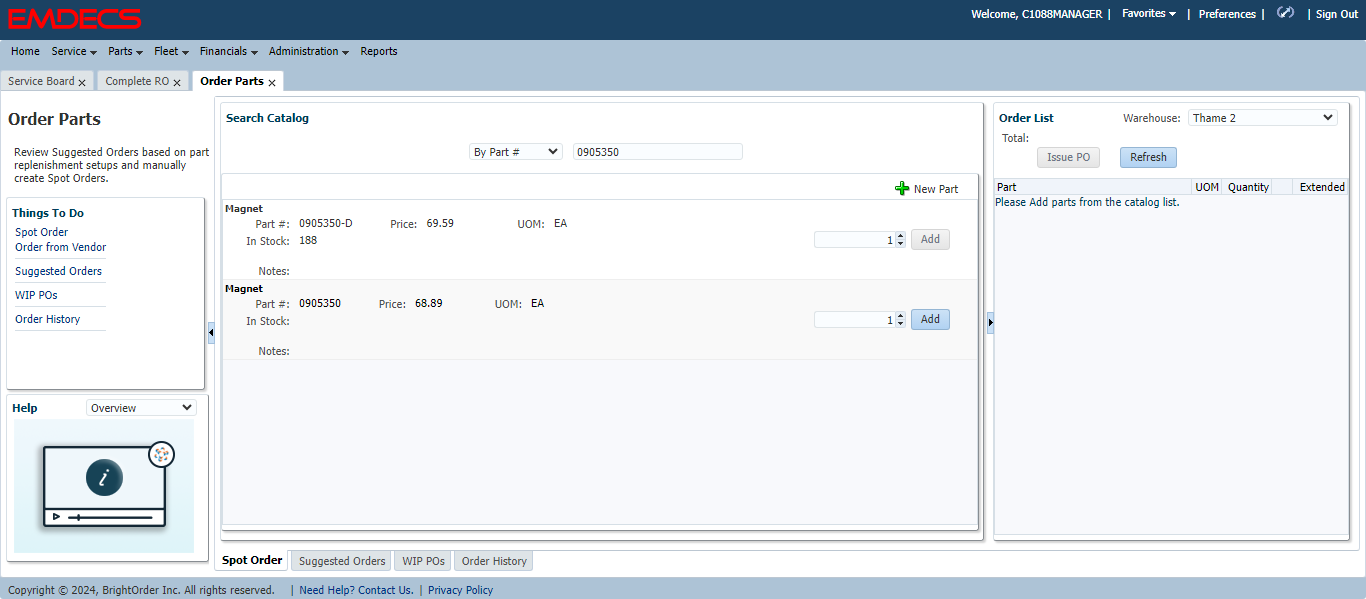 EMDECS
Welcome, C1088MANAGER | Favorites | Preferences | | Sign Out
Home Service Parts Fleet Financials Administration Reports
Service Board x Complete RO x Order Parts x
Order Parts
Review Suggested Orders based on part
replenishment setups and manually
create Spot Orders.
Things To Do
Spot Order
Order from Vendor
Suggested Orders
WIP POs
Order History
Help Overview
i
Search Catalog
By Part # 0905350
New Part
Magnet
Part #: 0905350-D Price: 69.59 UOM: EA
In Stock: 188 1 Add
Notes:
Magnet
Part #: 0905350 Price: 68.89 UOM: EA
In Stock: 1 Add
Notes:
Spot Order Suggested Orders WIP POs Order History
Order List Warehouse: Thame 2
Total:
Issue PO Refresh
Part UOM Quantity Extended
Please Add parts from the catalog list.
Copyright © 2024, BrightOrder Inc. All rights reserved. | Need Help? Contact Us. | Privacy Policy